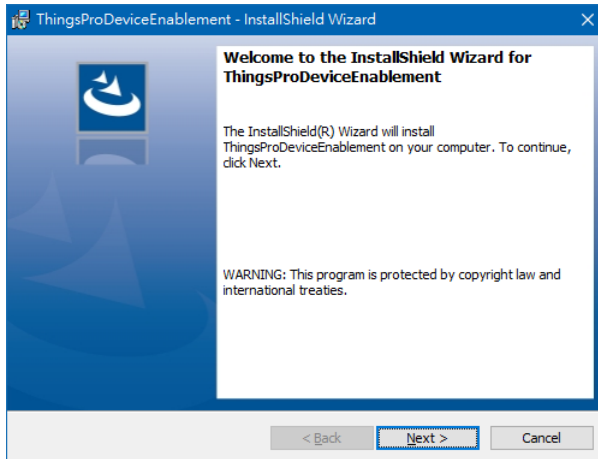 ThingsProDeviceEnablement - InstallShield Wizard
Welcome to the InstallShield Wizard for
ThingsProDeviceEnablement
The InstallShield(R) Wizard will install
ThingsProDeviceEnablement on your computer. To continue,
click Next.
WARNING: This program is protected by copyright law and
international treaties.
< Back
Next >
Cancel